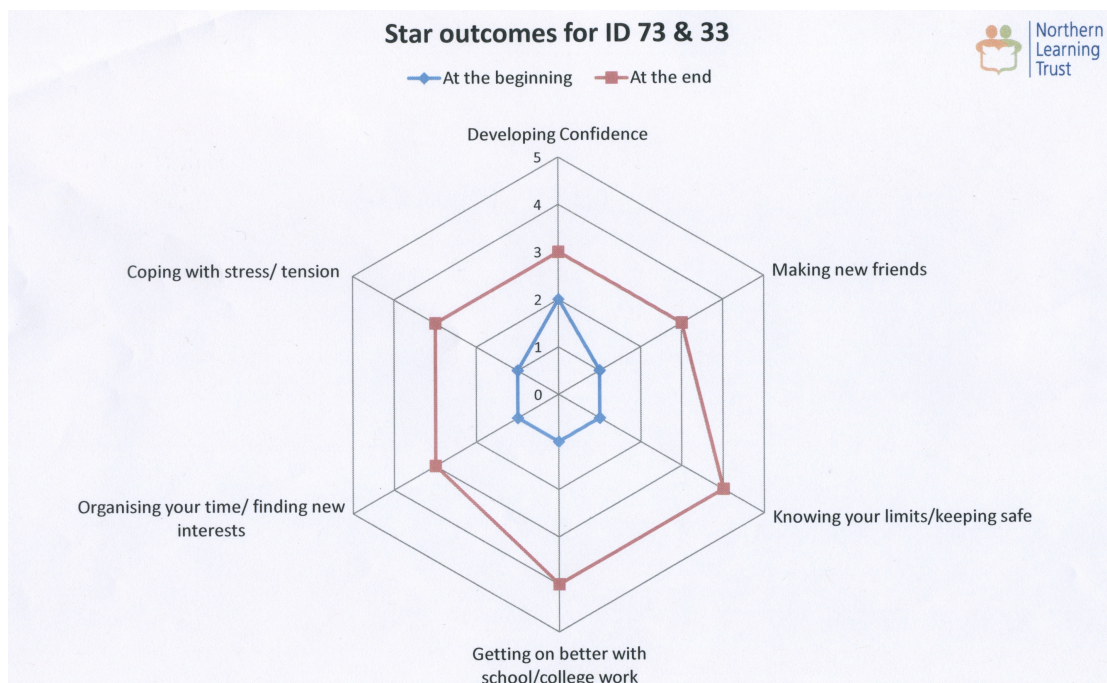 Star outcomes for ID 73 & 33
Northern
Learning
Trust
At the beginning
At the end
Developing Confidence
5
4
3
2
1
0
Coping with stress/ tension
Making new friends
Organising your time/ finding new
interests
Knowing your limits/keeping safe
Getting on better with
school/college work